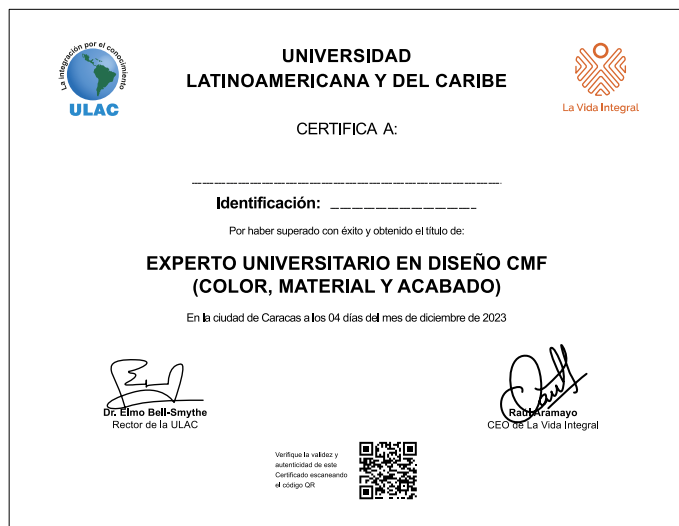 La integración por el conocimiento
ULAC
UNIVERSIDAD
LATINOAMERICANA Y DEL CARIBE
La Vida Integral
CERTIFICA A:
Identificación:
Por haber superado con éxito y obtenido el título de:
EXPERTO UNIVERSITARIO EN DISEÑO CMF
(COLOR, MATERIAL Y ACABADO)
En la ciudad de Caracas a los 04 días del mes de diciembre de 2023
Dr. Elmo Bell-Smythe
Rector de la ULAC
Raúl Aramayo
CEO de La Vida Integral
Verifique la validez y
autenticidad de este
Certificado escaneando
el código QR